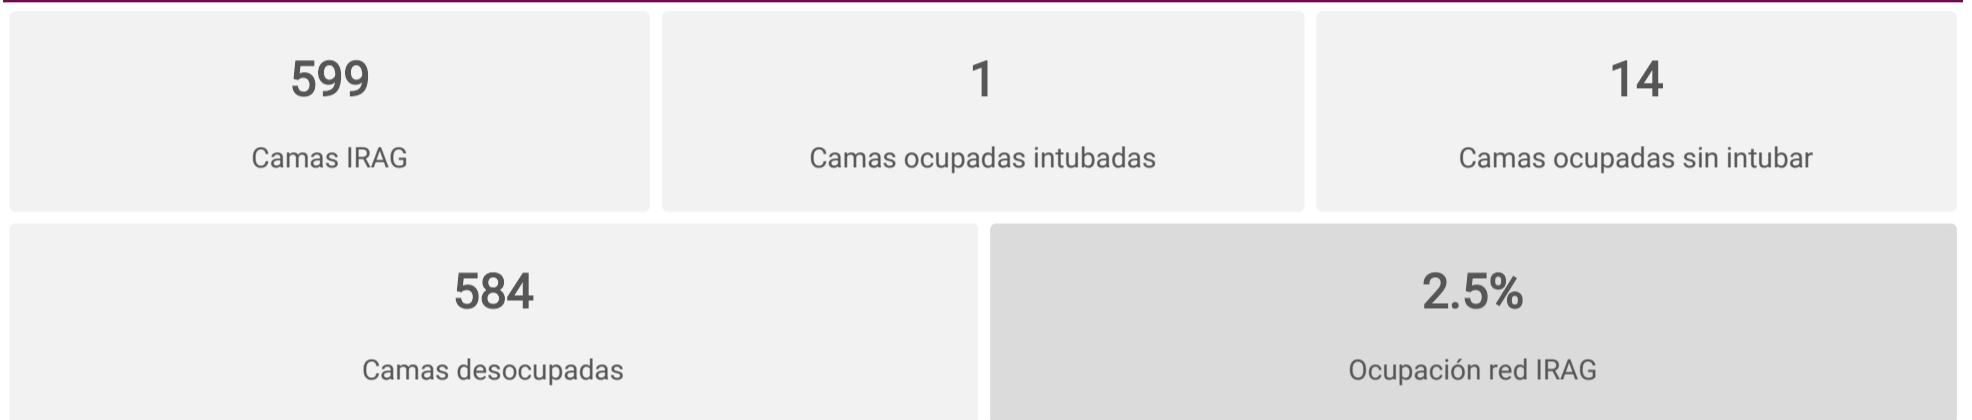 599
Camas IRAG
1
Camas ocupadas intubadas
14
Camas ocupadas sin intubar
584
Camas desocupadas
2.5%
Ocupación red IRAG